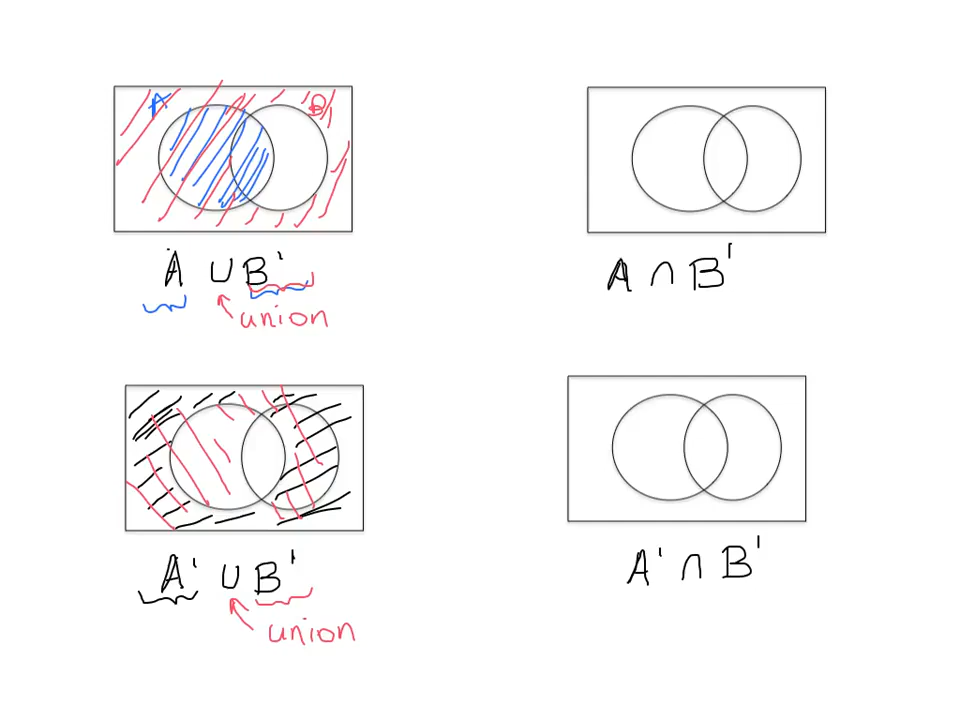 A B
A ∪ B'
union
A ∩ B'
A' ∪ B'
union
A' ∩ B'